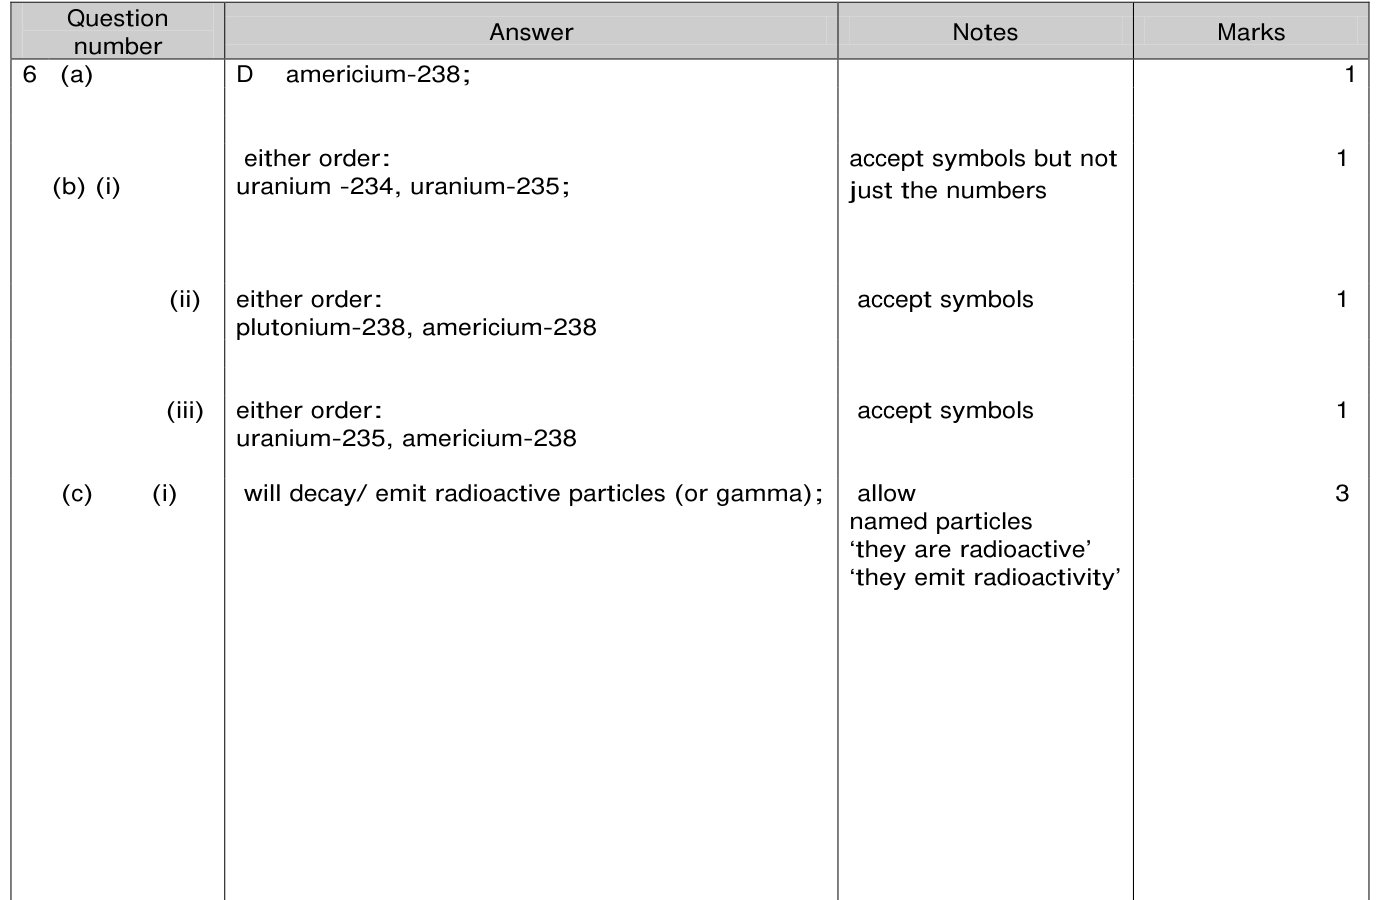 Question number Answer Notes Marks
6 (a) D americium-238; 1
either order: accept symbols but not 1
(b) (i) uranium -234, uranium-235; just the numbers
(ii) either order: accept symbols 1
plutonium-238, americium-238
(iii) either order: accept symbols 1
uranium-235, americium-238
(c) (i) will decay/ emit radioactive particles (or gamma); allow 3
named particles
‘they are radioactive’
‘they emit radioactivity’